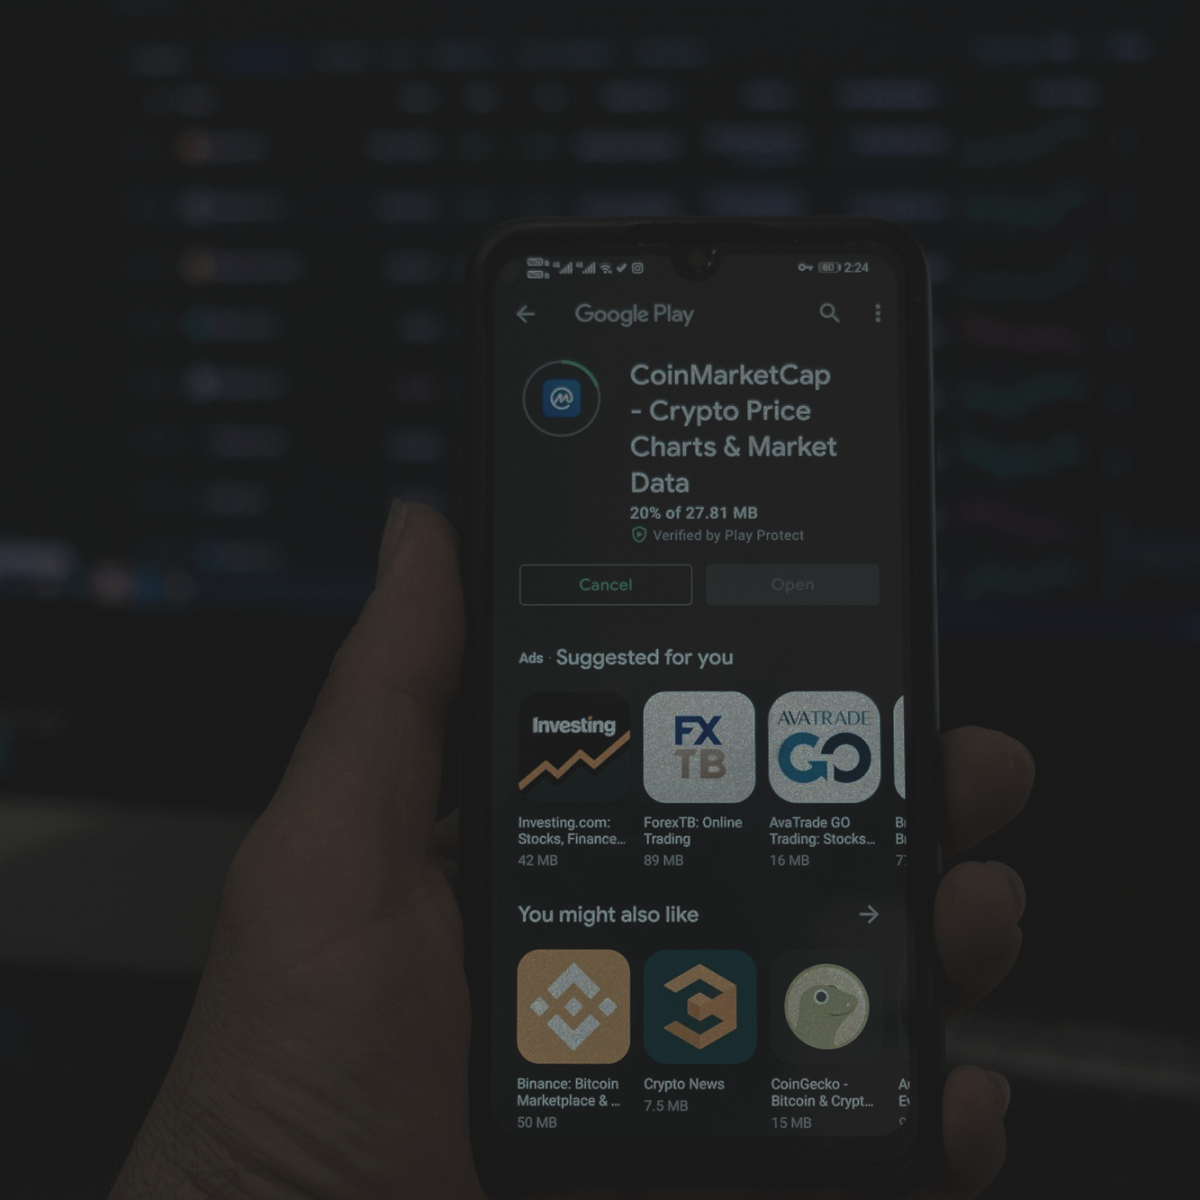 60 2:24
Google Play
CoinMarketCap
- Crypto Price
Charts & Market
Data
20% of 27.81 MB
Verified by Play Protect
Cancel
Open
Ads · Suggested for you
Investing
FX
TB
AVATRADE
GO
Investing.com:
Stocks, Finance...
42 MB
ForexTB: Online
Trading
89 MB
AvaTrade GO
Trading: Stocks...
16 MB
You might also like
Binance: Bitcoin
Marketplace & ...
50 MB
Crypto News
7.5 MB
CoinGecko -
Bitcoin & Crypt...
15 MB